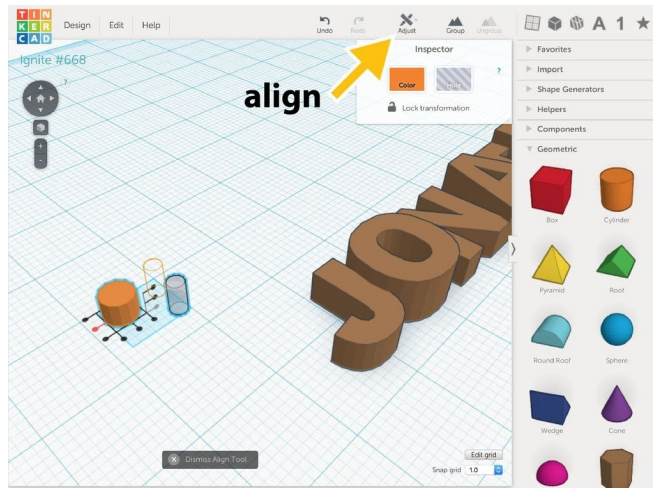 TIN
KER
CAD
Design Edit Help
Undo Redo Adjust Group Ungroup
A 1
Ignite #668
?
align
Inspector
?
Color Hole
Lock transformation
+
-
Favorites
Import
Shape Generators
Helpers
Components
Geometric
Box Cylinder
Pyramid Roof
Round Roof Sphere
Wedge Cone
JONA
Dismiss Align Tool
Edit grid
Snap grid 1.0